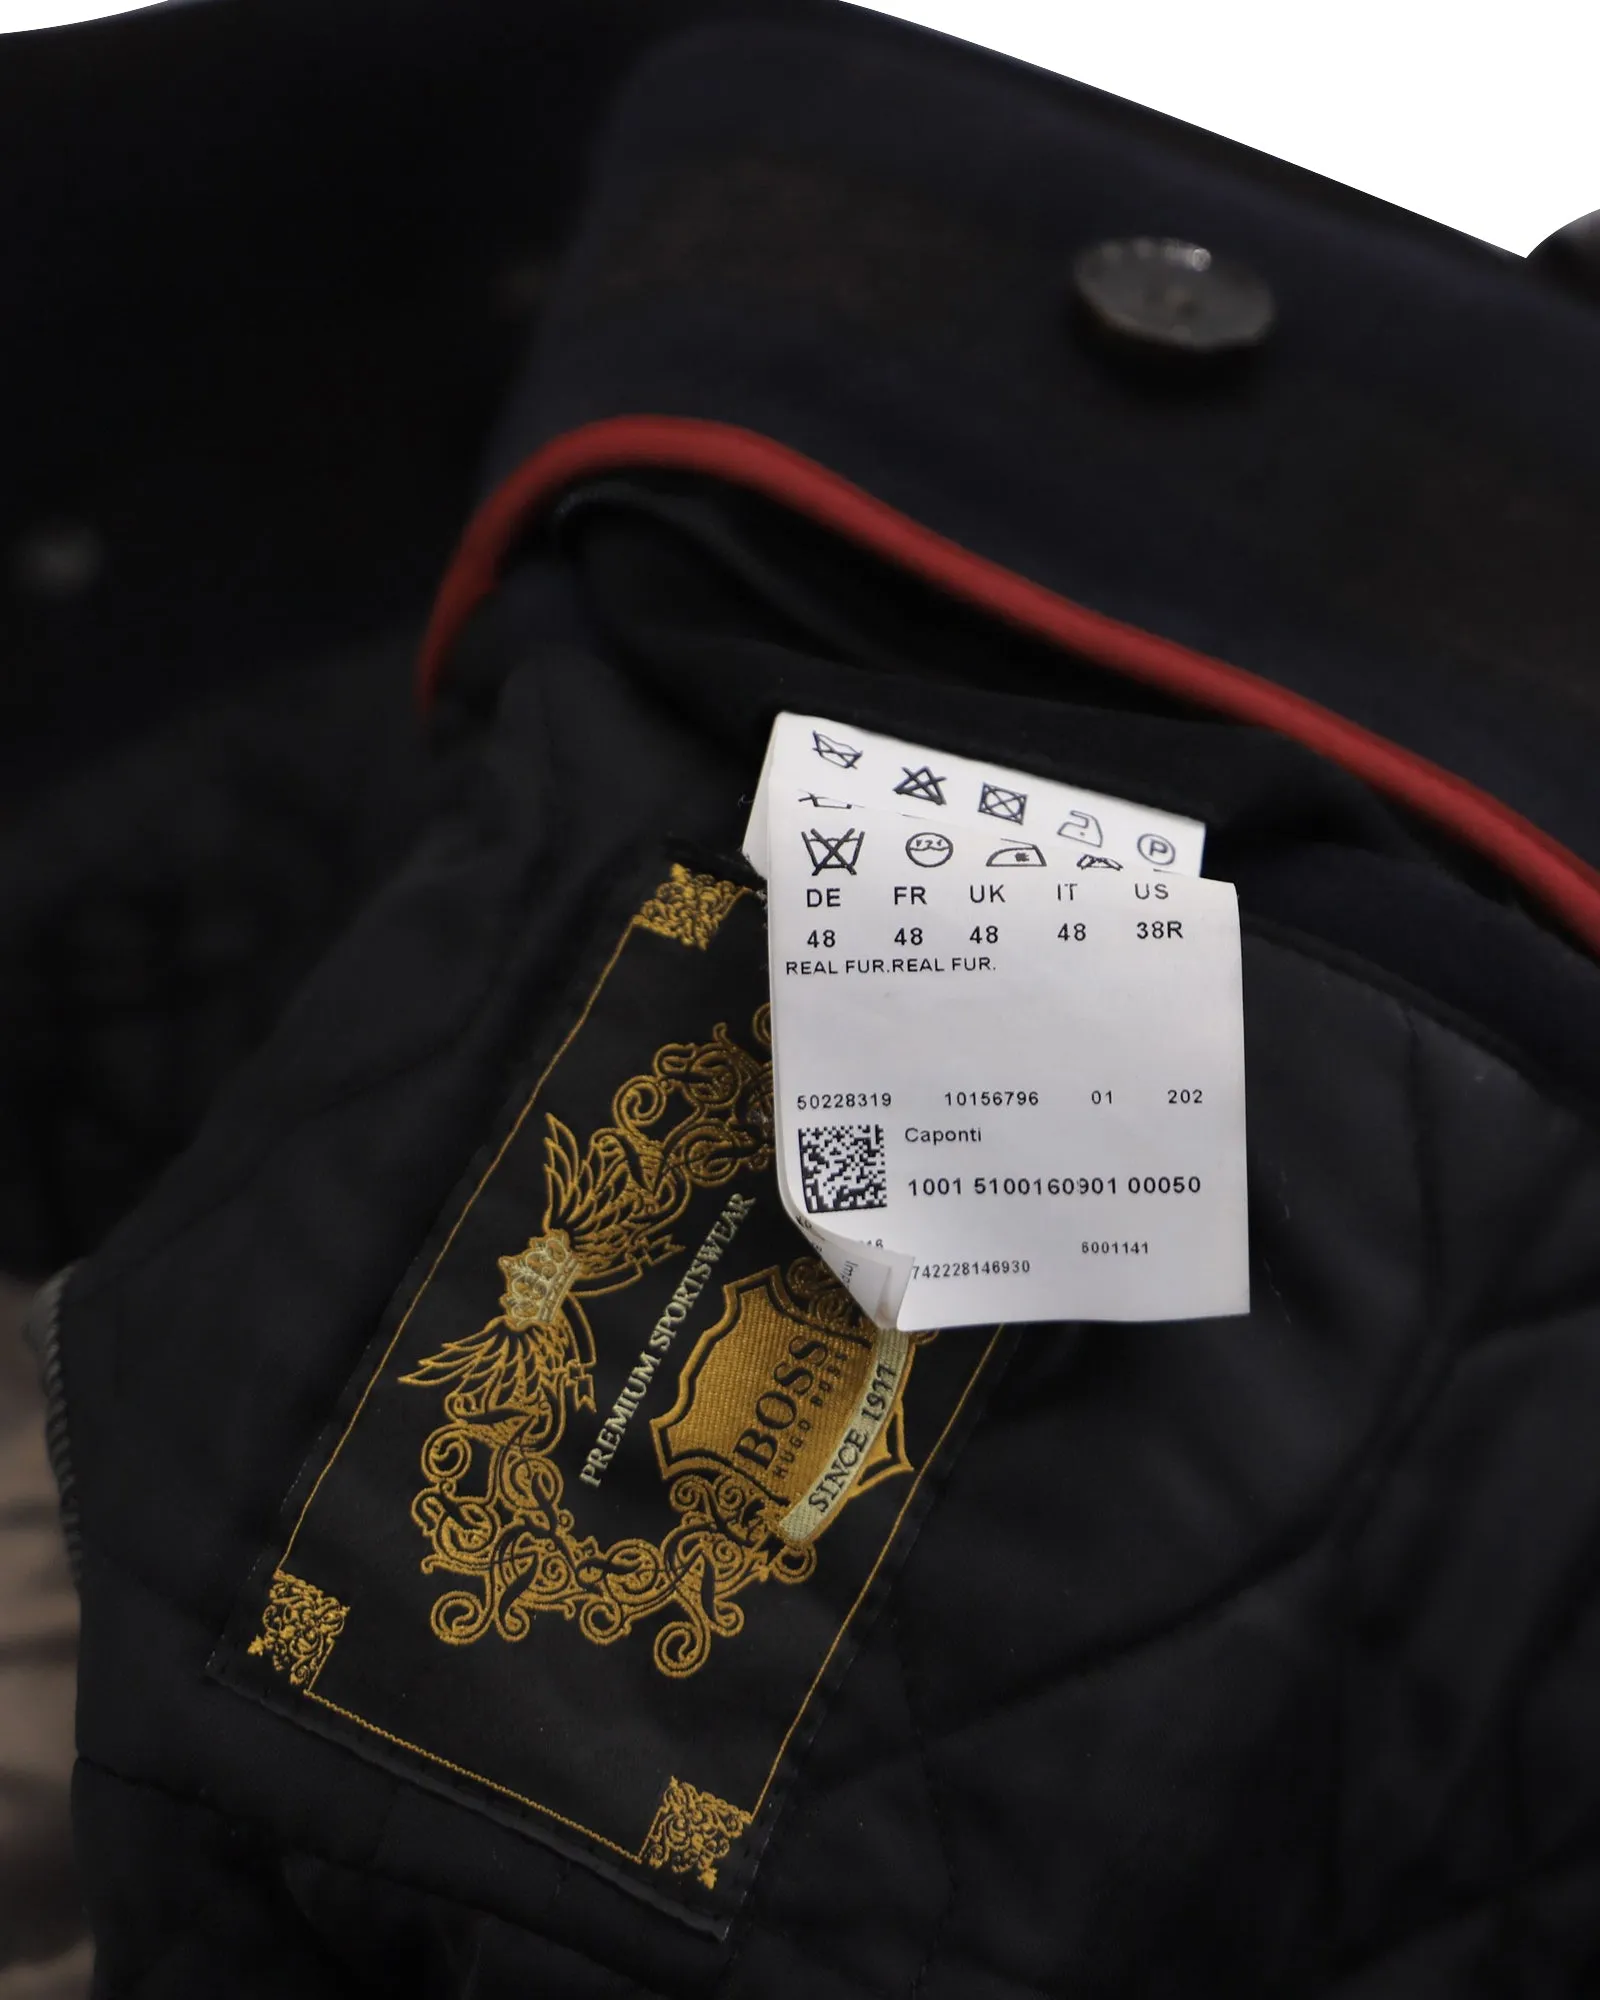 P
DE FR UK IT US
48 48 48 48 38R
REAL FUR.REAL FUR.
50228319 10156796 01 202
Caponti
1001 5100160901 00050
6001141
742228146930
PREMIUM SPORTSWEAR
BOSS
HUGO BOSS
SINCE 1911